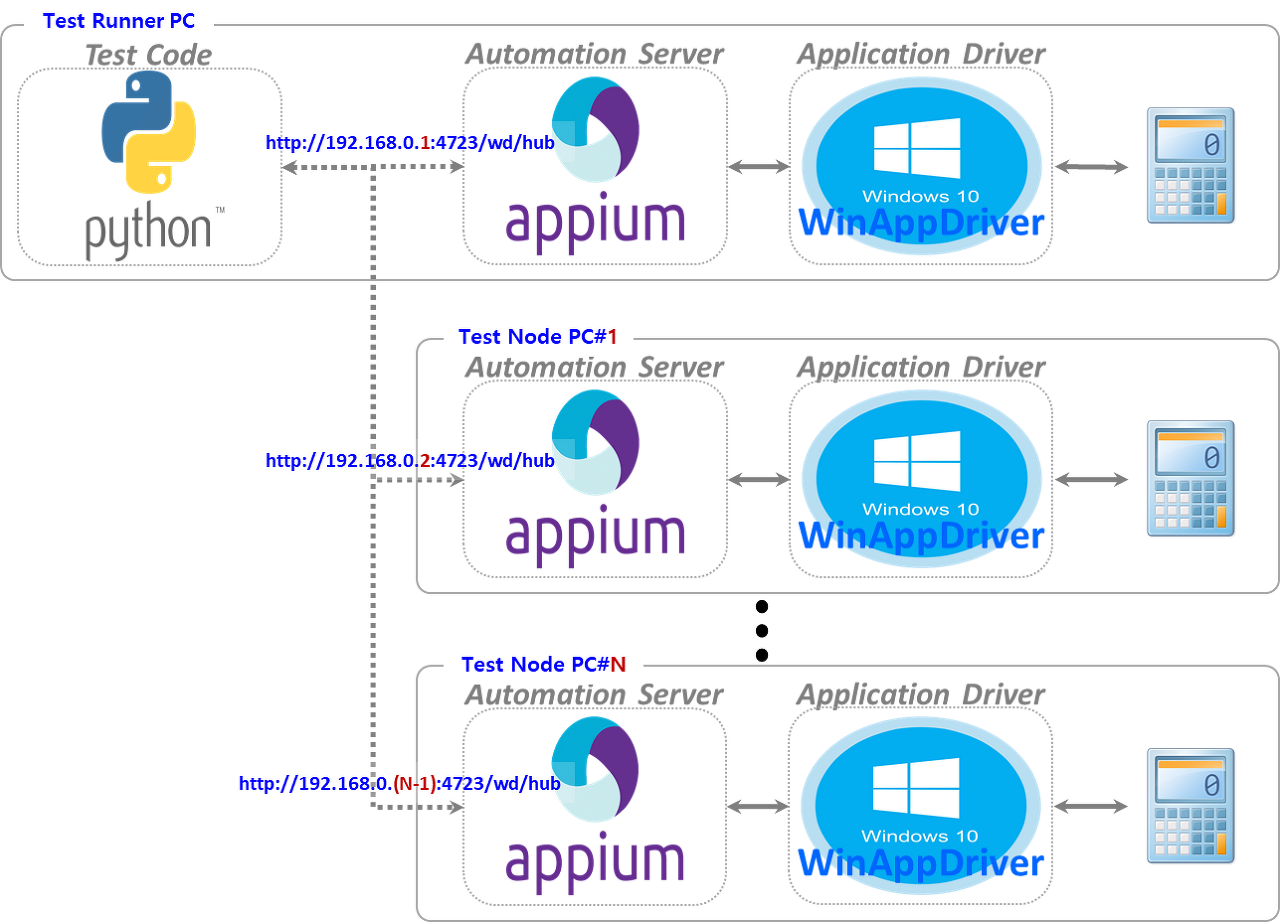 Test Runner PC
Test Code
Automation Server
Application Driver
http://192.168.0.1:4723/wd/hub
python™
appium
Windows 10
WinAppDriver
0
Test Node PC#1
Automation Server
Application Driver
http://192.168.0.2:4723/wd/hub
appium
Windows 10
WinAppDriver
0
Test Node PC#N
Automation Server
Application Driver
http://192.168.0.(N-1):4723/wd/hub
appium
Windows 10
WinAppDriver
0